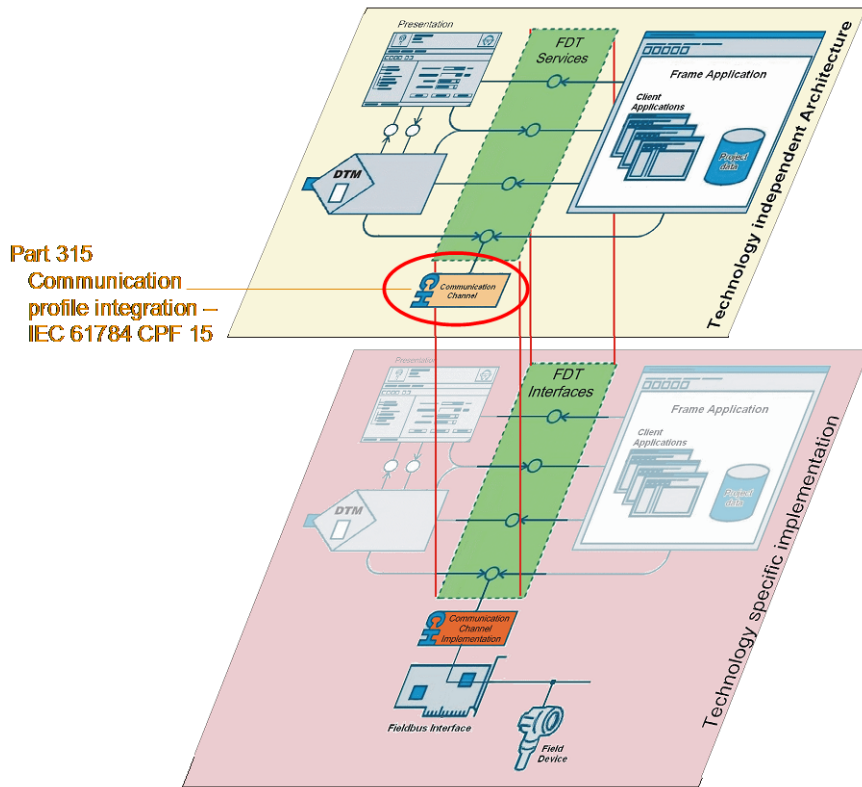 Presentation
FDT
Services
Frame Application
Client
Applications
Project
data
DTM
Technology independent Architecture
Part 315
Communication
profile integration –
IEC 61784 CPF 15
CH
Communication
Channel
Presentation
FDT
Interfaces
Frame Application
Client
Applications
Project
data
DTM
Technology specific implementation
CH
Communication
Channel
Implementation
Fieldbus Interface
Field
Device